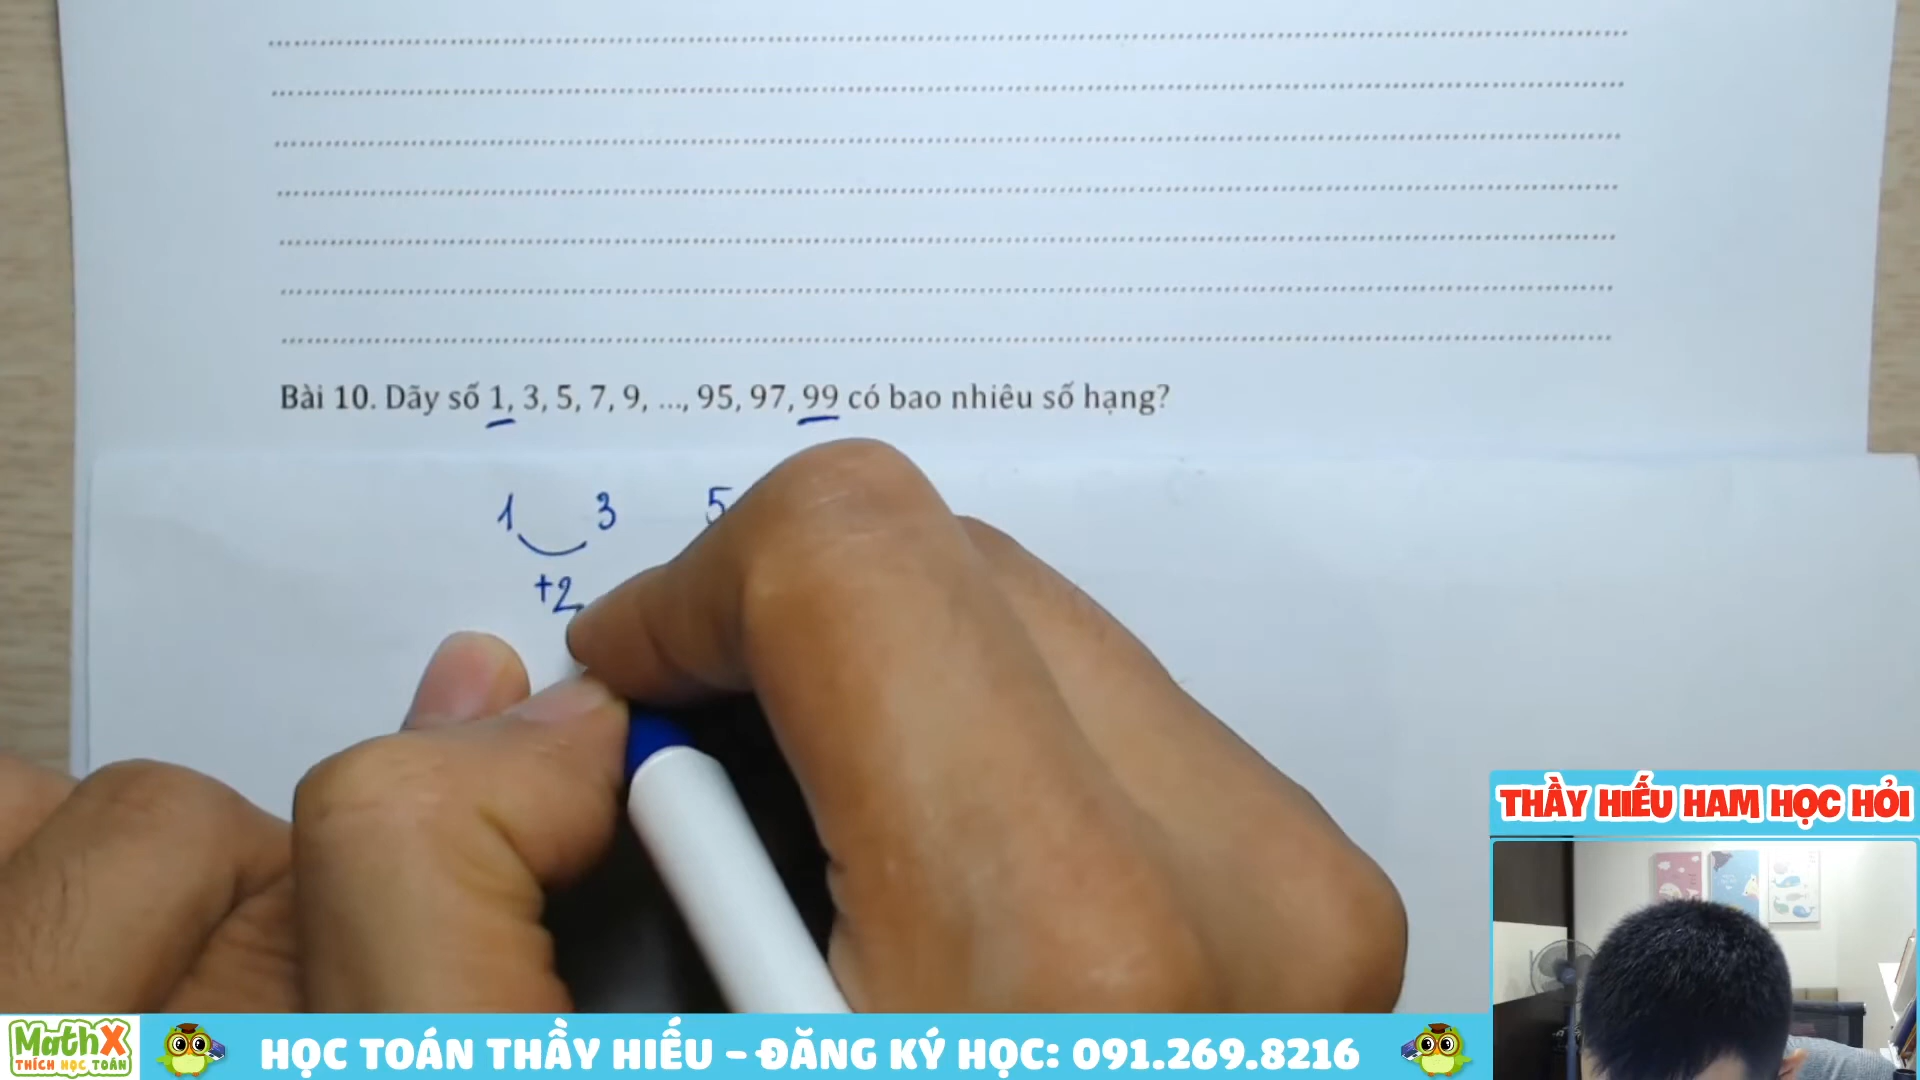 Bài 10. Dãy số 1, 3, 5, 7, 9, ..., 95, 97, 99 có bao nhiêu số hạng?
1 3 5
+2
THẦY HIẾU HAM HỌC HỎI
MathX
THÍCH HỌC TOÁN
HỌC TOÁN THẦY HIẾU - ĐĂNG KÝ HỌC: 091.269.8216